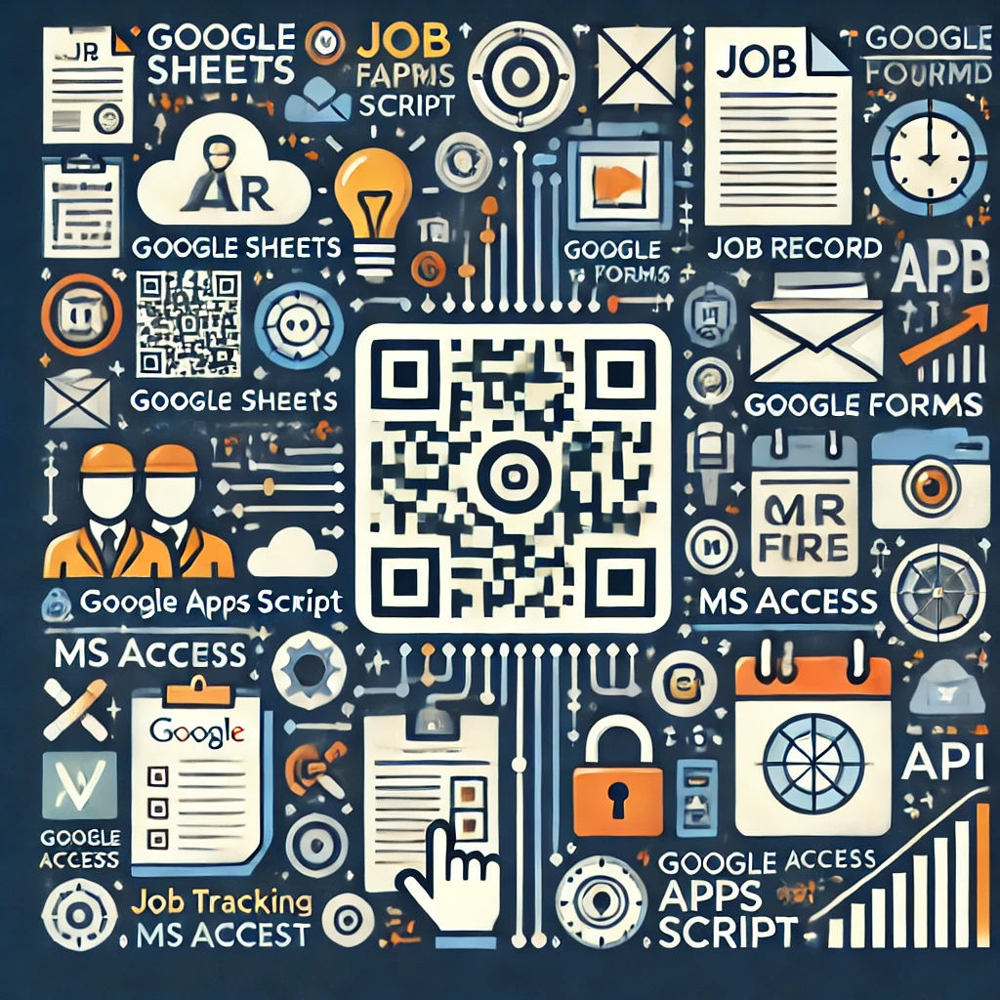 JR
GOOGLE
SHEETS
JOB
FAPMIS
SCRIPT
JOB
GOOGLE
FOURMD
AR
GOOGLE SHEETS
GOOGLE
FORMS
JOB RECORD
APB
GOOGLE SHEETS
GOOGLE FORMS
MR
FIRE
Google Apps Script
MS ACCESS
MS ACCESS
Google
API
GOOGLE
ACCESS
GOOGLE ACCESS
APPS
SCRIPT
Job Tracking
MS ACCEST